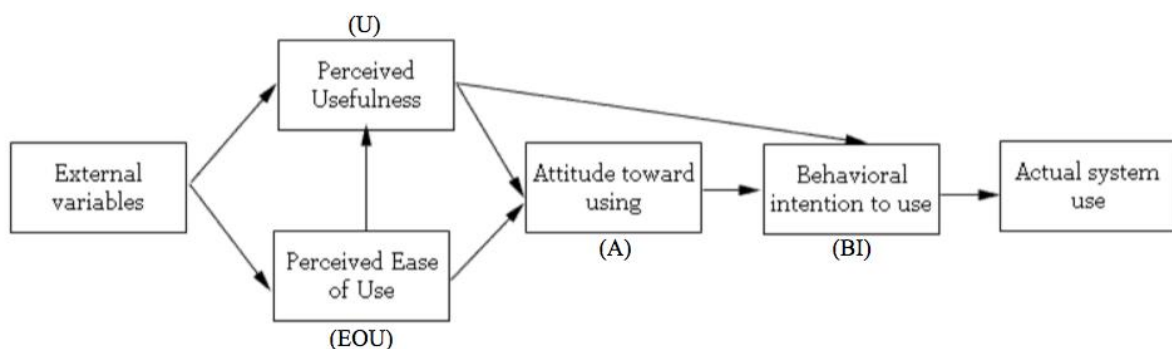 (U)
Perceived
Usefulness
External
variables
Perceived Ease
of Use
(EOU)
Attitude toward
using
(A)
Behavioral
intention to use
(BI)
Actual system
use